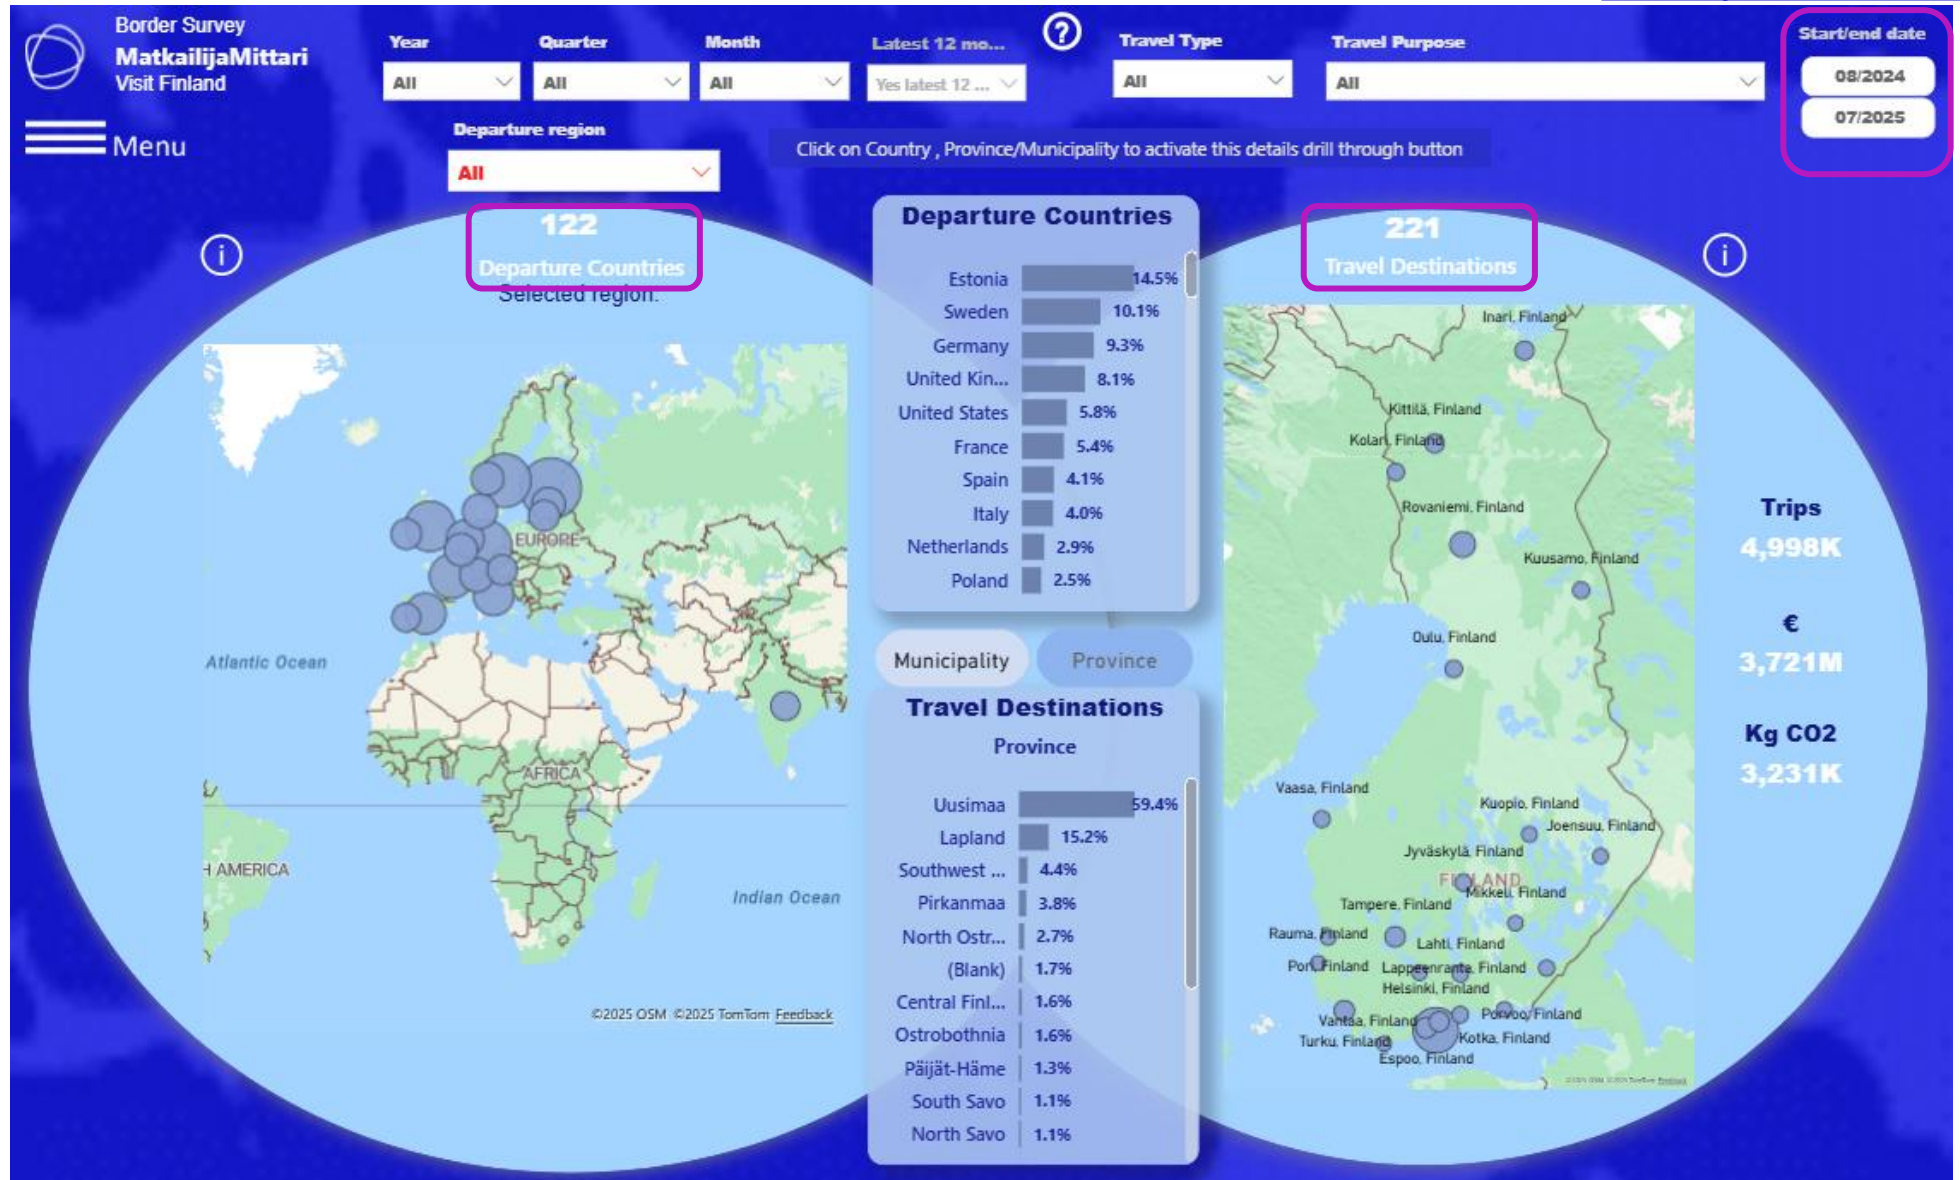 Border Survey
MatkailijaMittari
Visit Finland
Menu
Year
All
Quarter
All
Month
All
Latest 12 mo...
Yes latest 12 ...
?
Travel Type
All
Travel Purpose
All
Start/end date
08/2024
07/2025
Departure region
All
Click on Country , Province/Municipality to activate this details drill through button
i
122
Departure Countries
Selected region:
Atlantic Ocean
EUROPE
AFRICA
H AMERICA
Indian Ocean
©2025 OSM ©2025 TomTom Feedback
Departure Countries
Estonia 14.5%
Sweden 10.1%
Germany 9.3%
United Kin... 8.1%
United States 5.8%
France 5.4%
Spain 4.1%
Italy 4.0%
Netherlands 2.9%
Poland 2.5%
Municipality
Province
Travel Destinations
Province
Uusimaa 59.4%
Lapland 15.2%
Southwest ... 4.4%
Pirkanmaa 3.8%
North Ostr... 2.7%
(Blank) 1.7%
Central Finl... 1.6%
Ostrobothnia 1.6%
Päijät-Häme 1.3%
South Savo 1.1%
North Savo 1.1%
221
Travel Destinations
i
Inari, Finland
Kittilä, Finland
Kolari, Finland
Rovaniemi, Finland
Kuusamo, Finland
Oulu, Finland
Vaasa, Finland
Kuopio, Finland
Joensuu, Finland
Jyväskylä, Finland
FINLAND
Mikkeli, Finland
Tampere, Finland
Rauma, Finland
Lahti, Finland
Pori, Finland
Lappeenranta, Finland
Helsinki, Finland
Vantaa, Finland
Porvoo, Finland
Turku, Finland
Kotka, Finland
Espoo, Finland
©2025 OSM ©2025 TomTom Feedback
Trips
4,998K
€
3,721M
Kg CO2
3,231K